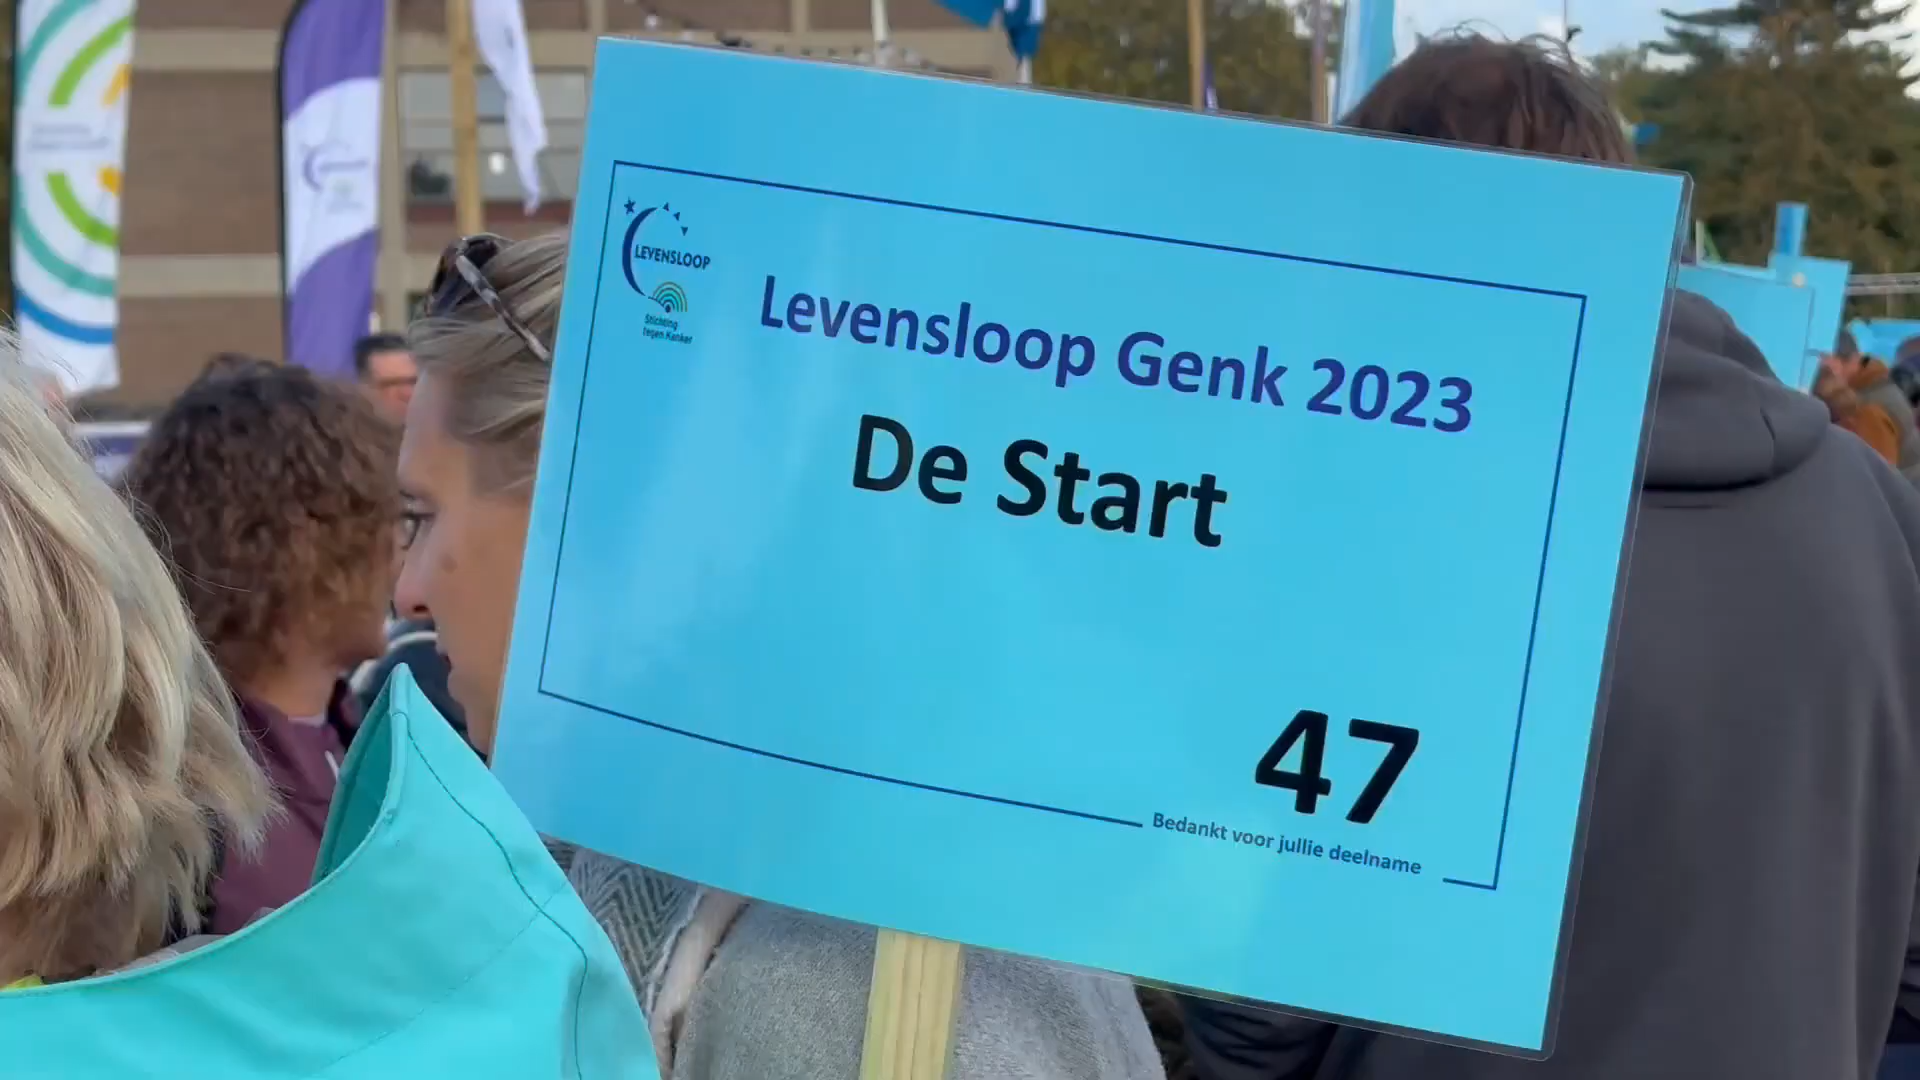 LEVENSLOOP
Stichting
Tegen Kanker
Levensloop Genk 2023
De Start
47
Bedankt voor jullie deelname